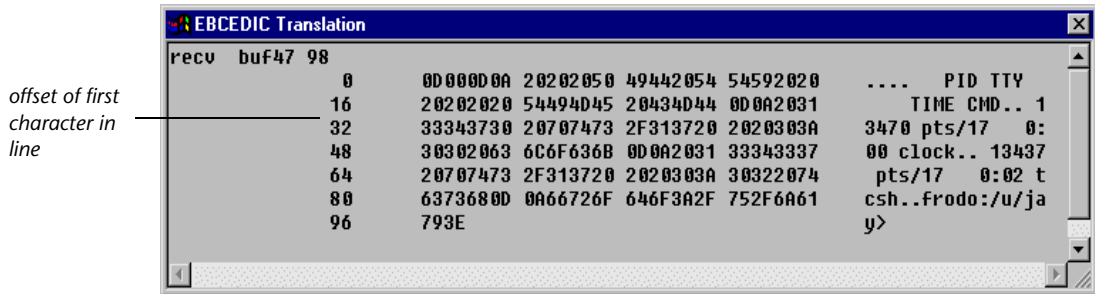 EBCEDIC Translation
recv buf47 98
offset of first
character in
line
0 0D000D0A 20202050 49442054 54592020 .... PID TTY
16 20202020 54494D45 20434D44 0D0A2031 TIME CMD.. 1
32 33343730 20707473 2F313720 2020303A 3470 pts/17 0:
48 30302063 6C6F636B 0D0A2031 33343337 00 clock.. 13437
64 20707473 2F313720 2020303A 30322074 pts/17 0:02 t
80 6373680D 0A66726F 646F3A2F 752F6A61 csh..frodo:/u/ja
96 793E y>